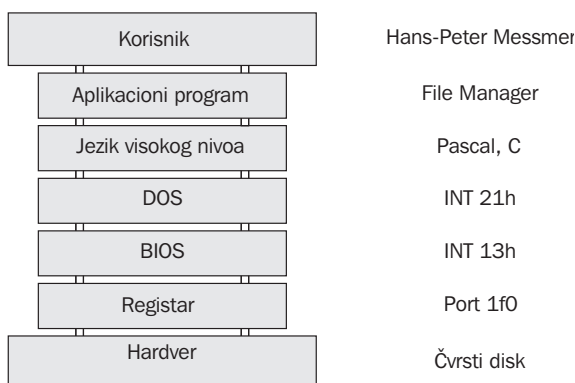 Korisnik Hans-Peter Messmer
Aplikacioni program File Manager
Jezik visokog nivoa Pascal, C
DOS INT 21h
BIOS INT 13h
Registar Port 1f0
Hardver Čvrsti disk